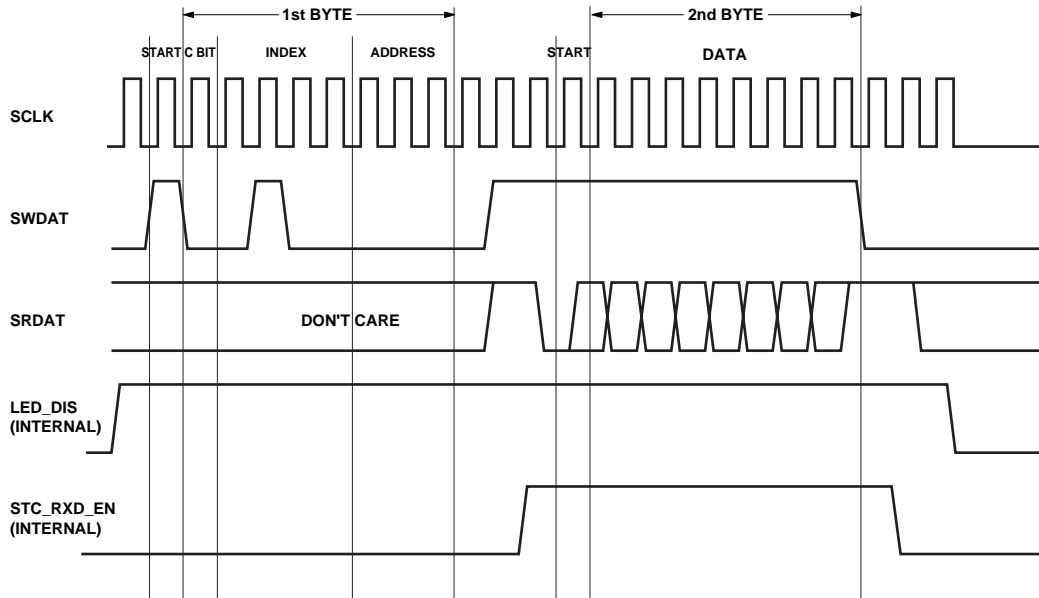 1st BYTE 2nd BYTE
START C BIT INDEX ADDRESS START DATA
SCLK
SWDAT
SRDAT DON'T CARE
LED_DIS
(INTERNAL)
STC_RXD_EN
(INTERNAL)